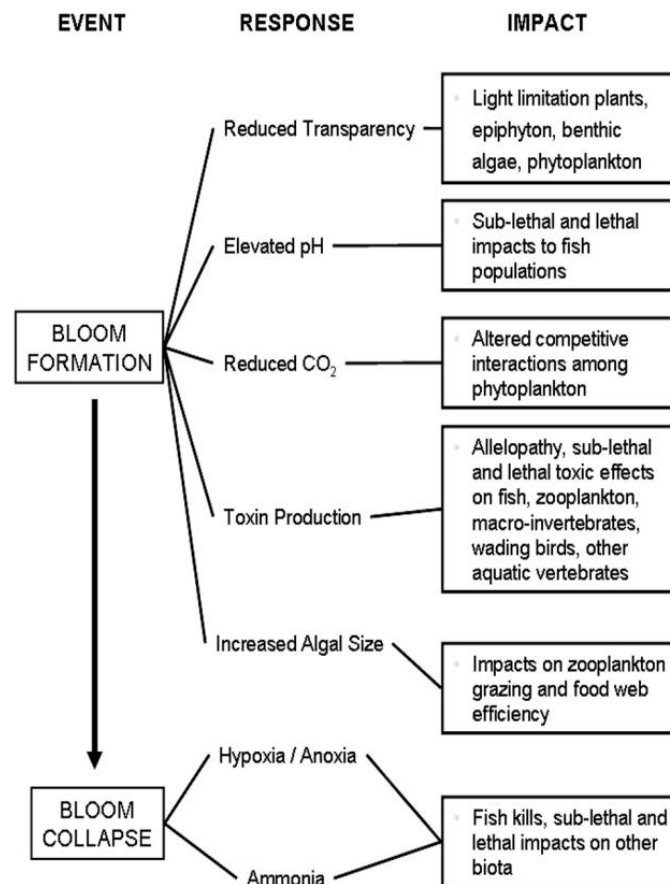 EVENT RESPONSE IMPACT
Reduced Transparency
Light limitation plants,
epiphyton, benthic
algae, phytoplankton
Elevated pH
Sub-lethal and lethal
impacts to fish
populations
BLOOM
FORMATION
Reduced CO₂
Altered competitive
interactions among
phytoplankton
Toxin Production
Allelopathy, sub-lethal
and lethal toxic effects
on fish, zooplankton,
macro-invertebrates,
wading birds, other
aquatic vertebrates
Increased Algal Size
Impacts on zooplankton
grazing and food web
efficiency
BLOOM
COLLAPSE
Hypoxia / Anoxia
Ammonia
Fish kills, sub-lethal and
lethal impacts on other
biota